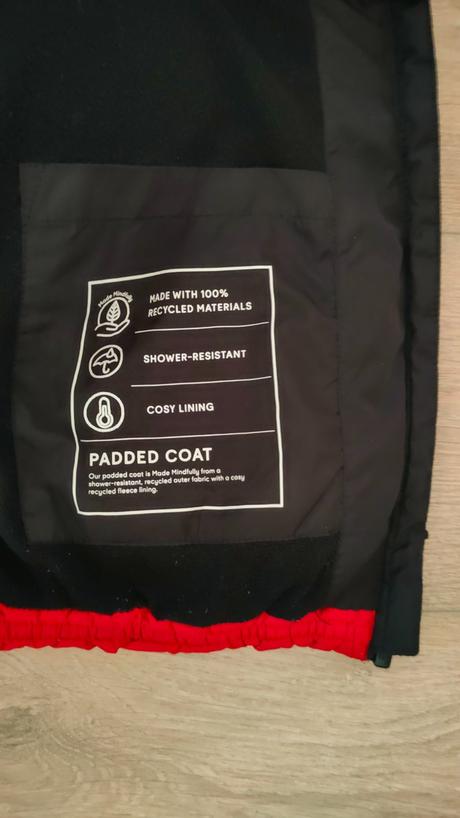 Made Mindfully
MADE WITH 100%
RECYCLED MATERIALS
SHOWER-RESISTANT
COSY LINING
PADDED COAT
Our padded coat is Made Mindfully from a
shower-resistant, recycled outer fabric with a cosy
recycled fleece lining.